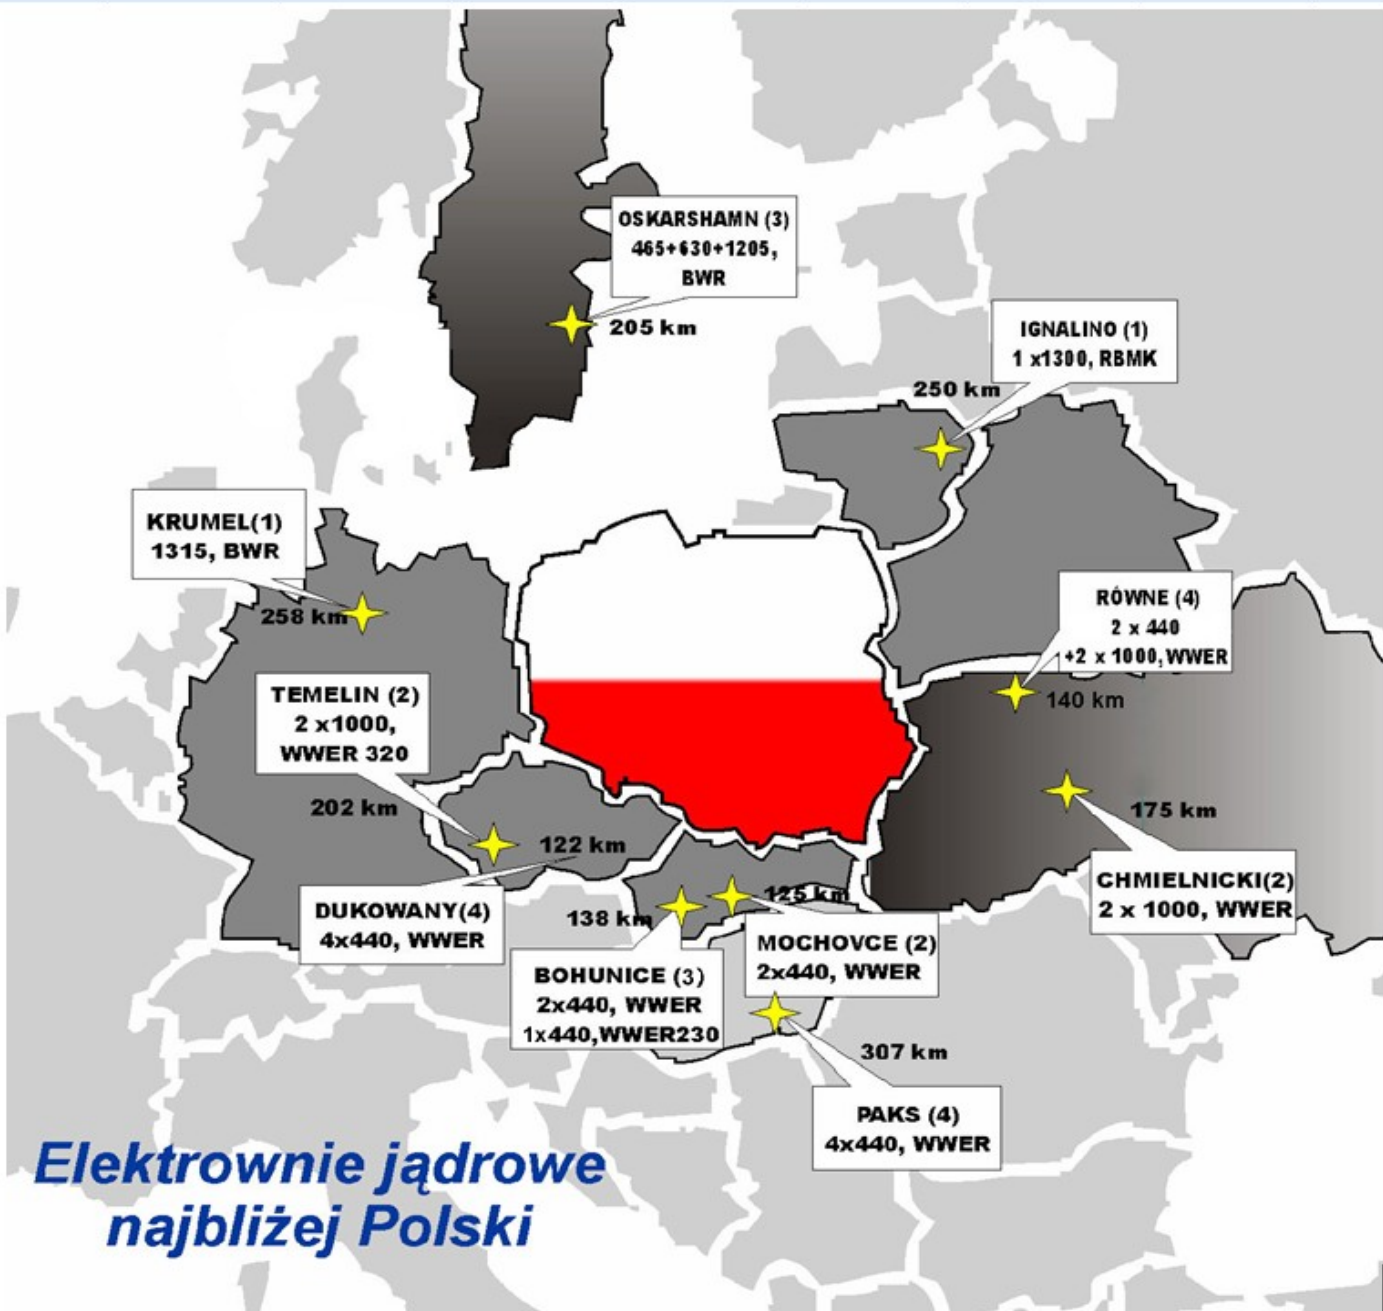 OSKARSHAMN (3)
465+630+1205,
BWR
205 km
IGNALINO (1)
1 x1300, RBMK
250 km
KRUMEL(1)
1315, BWR
258 km
RÓWNE (4)
2 x 440
+2 x 1000, WWER
140 km
TEMELIN (2)
2 x1000,
WWER 320
202 km
122 km
175 km
CHMIELNICKI(2)
2 x 1000, WWER
DUKOWANY(4)
4x440, WWER
125 km
138 km
MOCHOVCE (2)
2x440, WWER
BOHUNICE (3)
2x440, WWER
1x440,WWER230
307 km
PAKS (4)
4x440, WWER
Elektrownie jądrowe
najbliżej Polski